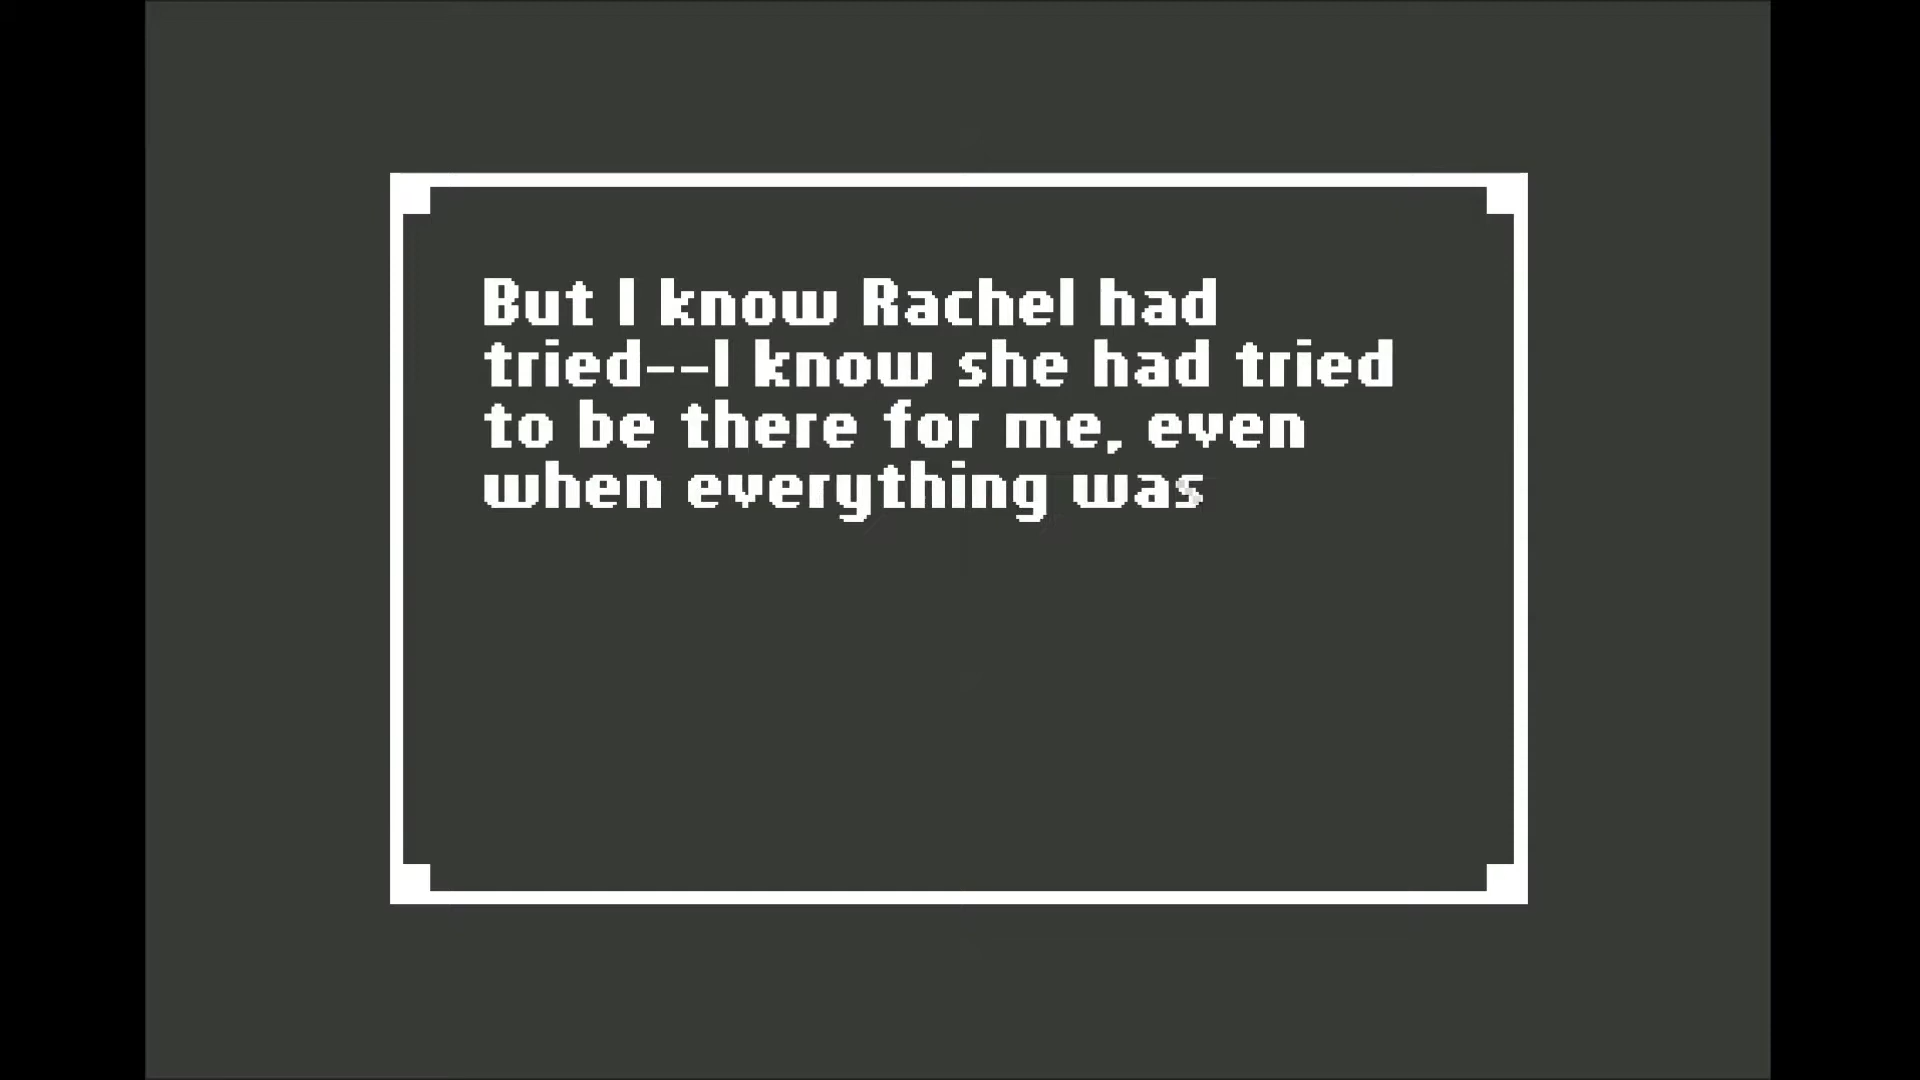 But I know Rachel had
tried--I know she had tried
to be there for me, even
when everything was